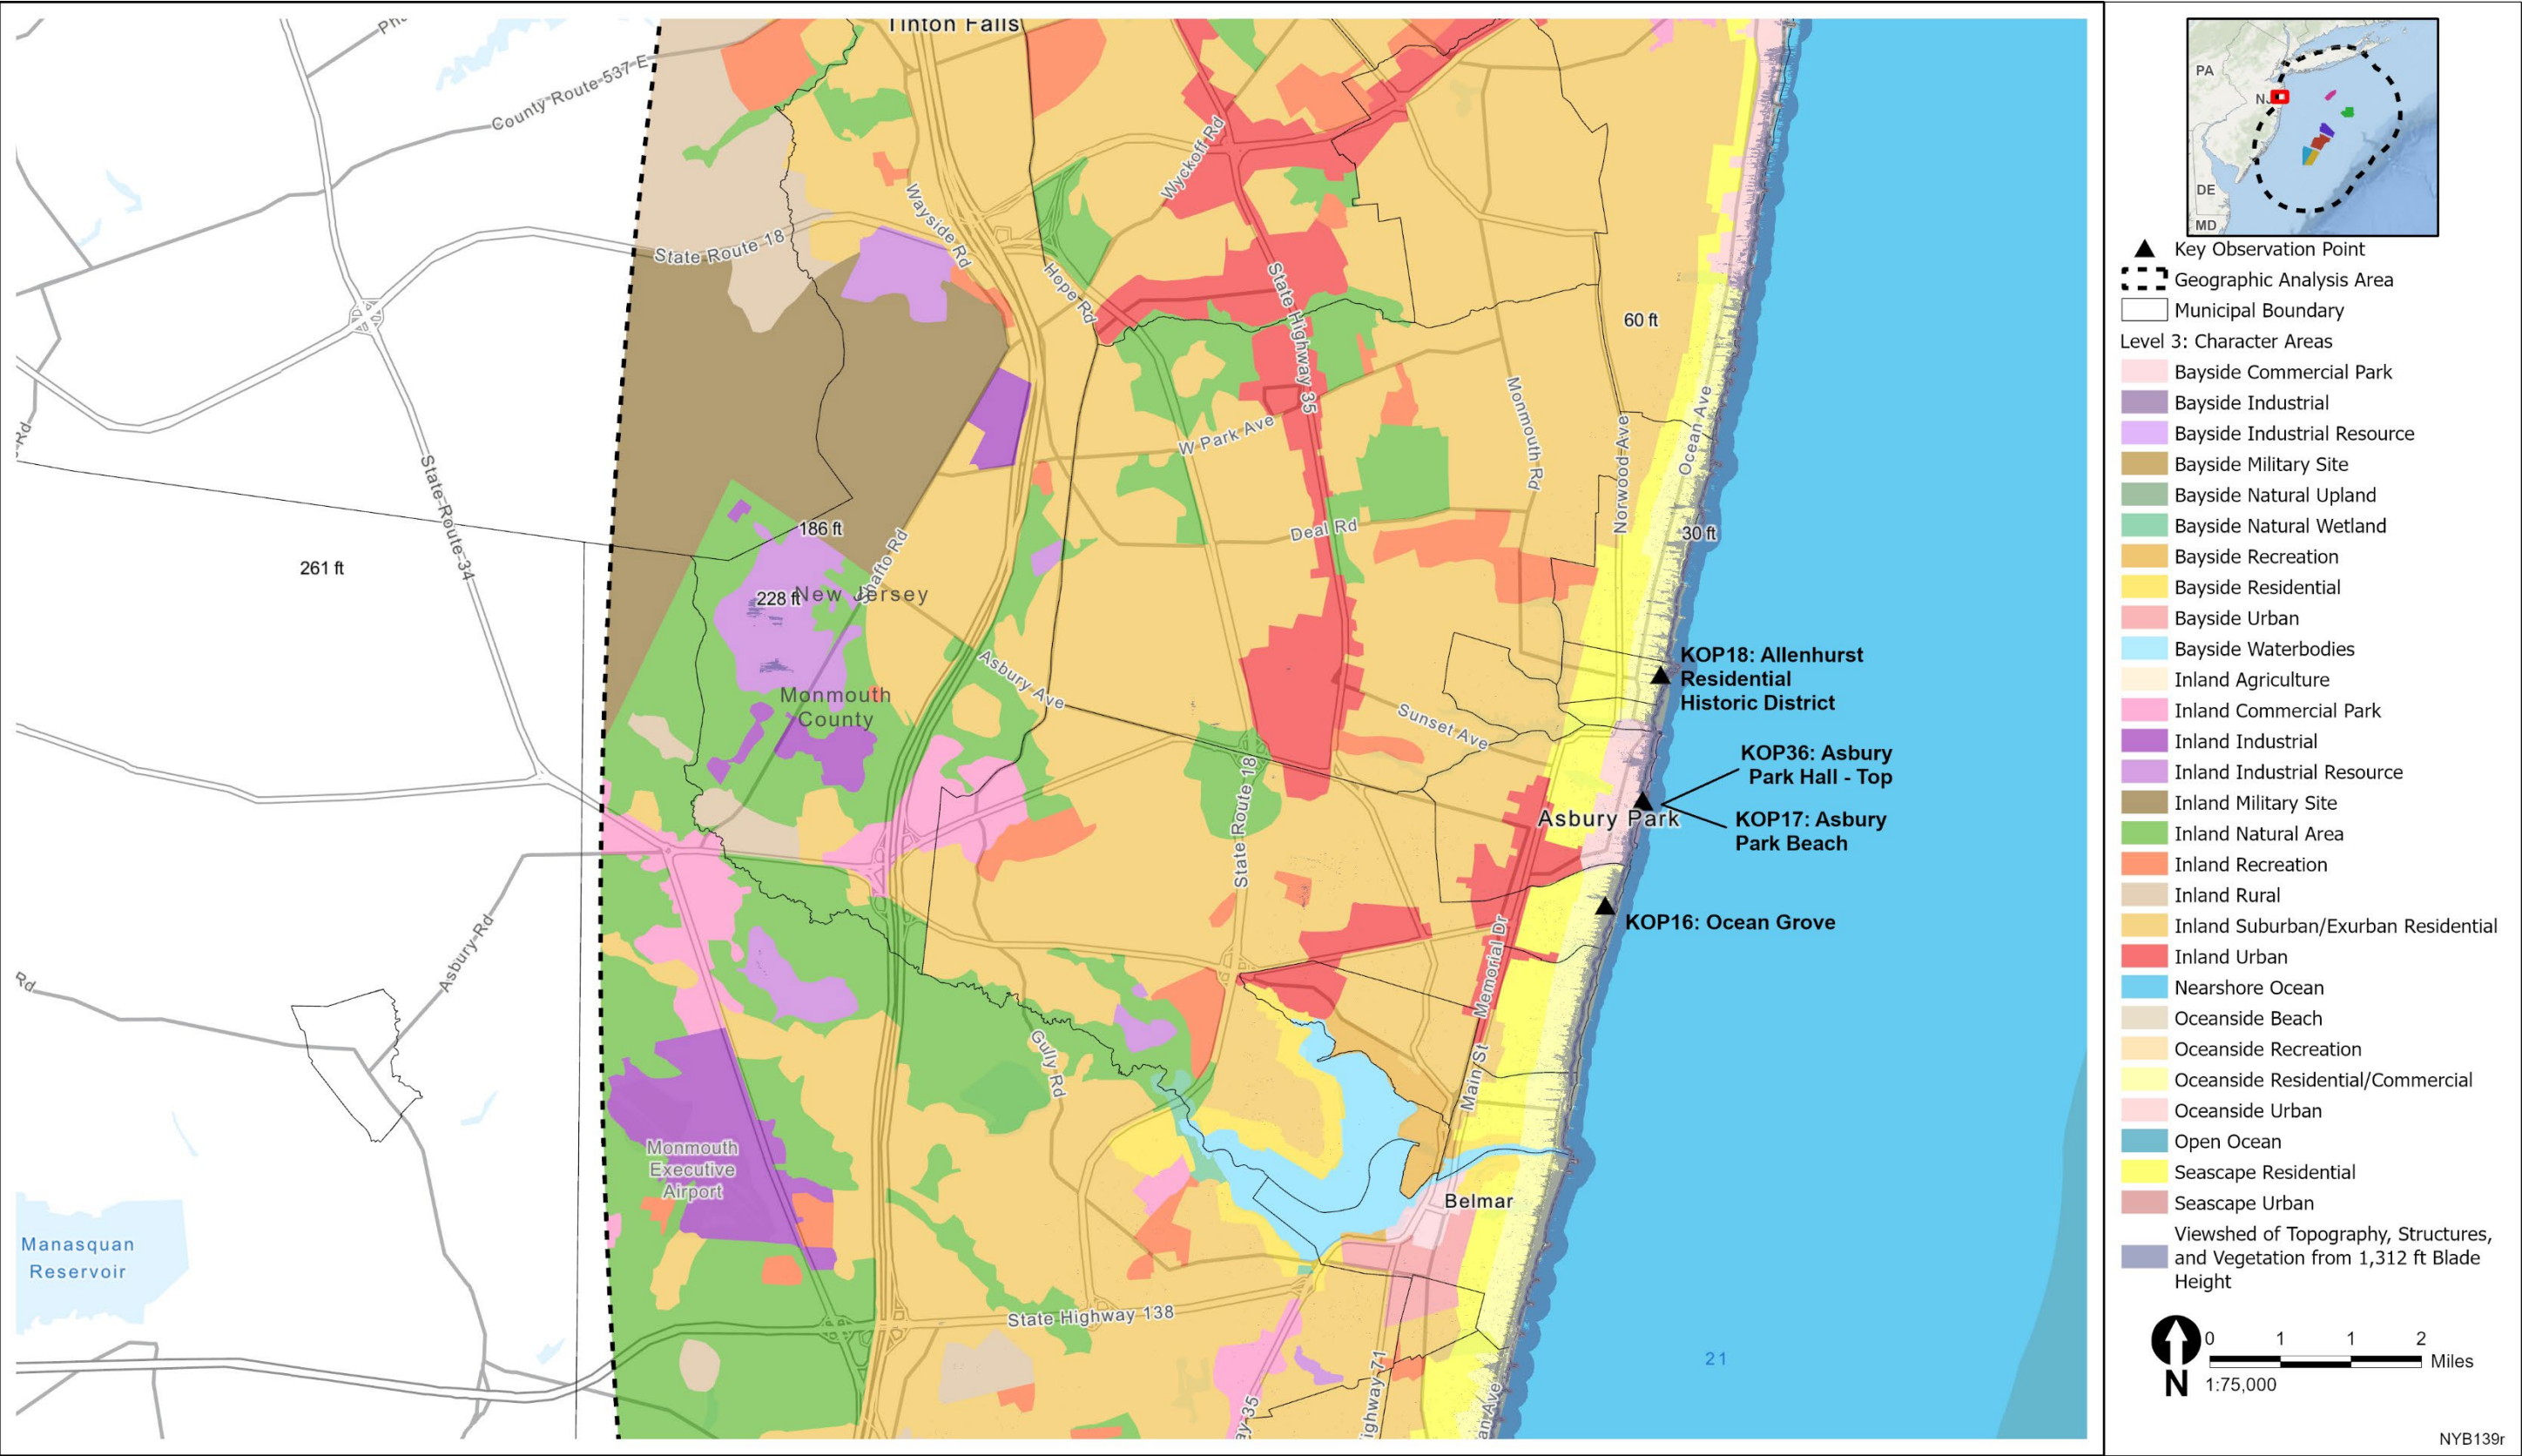 Tinton Falls
County Route 537 E
State Route 18
Wayside Rd
Wyckoff Rd
Hope Rd
State Highway 35
60 ft
W Park Ave
Monmouth Rd
Norwood Ave
Ocean Ave
State Route 34
Rd
186 ft
Deal Rd
30 ft
261 ft
228 ft
New Jersey
Shafto Rd
KOP18: Allenhurst
Residential
Historic District
Asbury Ave
Monmouth
County
Sunset Ave
KOP36: Asbury
Park Hall - Top
State Route 18
Asbury Park
KOP17: Asbury
Park Beach
KOP16: Ocean Grove
Asbury Rd
Rd
Memorial Dr
Gully Rd
Main St
Monmouth
Executive
Airport
Belmar
Manasquan
Reservoir
State Highway 138
21
PA
NJ
DE
MD
Key Observation Point
Geographic Analysis Area
Municipal Boundary
Level 3: Character Areas
Bayside Commercial Park
Bayside Industrial
Bayside Industrial Resource
Bayside Military Site
Bayside Natural Upland
Bayside Natural Wetland
Bayside Recreation
Bayside Residential
Bayside Urban
Bayside Waterbodies
Inland Agriculture
Inland Commercial Park
Inland Industrial
Inland Industrial Resource
Inland Military Site
Inland Natural Area
Inland Recreation
Inland Rural
Inland Suburban/Exurban Residential
Inland Urban
Nearshore Ocean
Oceanside Beach
Oceanside Recreation
Oceanside Residential/Commercial
Oceanside Urban
Open Ocean
Seascape Residential
Seascape Urban
Viewshed of Topography, Structures,
and Vegetation from 1,312 ft Blade
Height
0 1 1 2
Miles
N
1:75,000
NYB139r